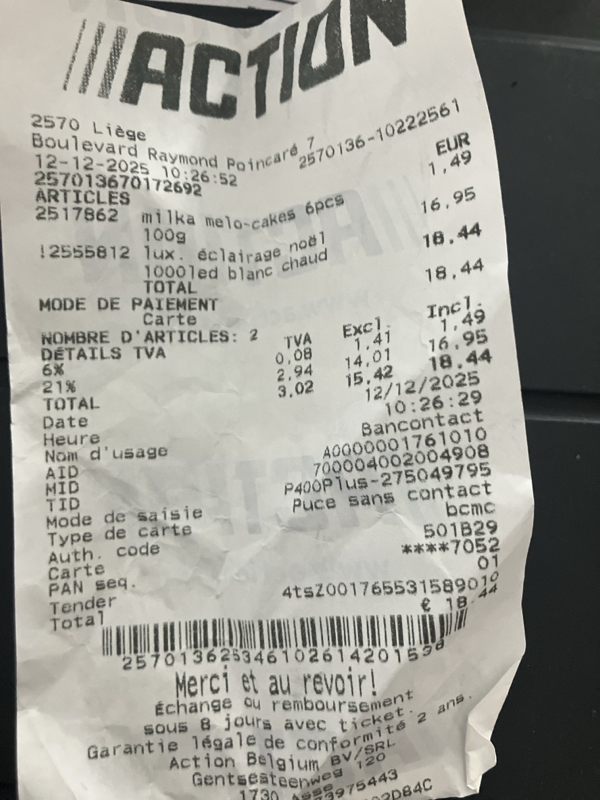 ACTION
2570 Liège
Boulevard Raymond Poincaré 7
12-12-2025 10:26:52 2570136-10222561
257013670172692
ARTICLES EUR
2517862 milka melo-cakes 6pcs 1,49
100g
!2555812 lux. éclairage noël 16,95
1000led blanc chaud
TOTAL 18.44
MODE DE PAIEMENT
Carte 18,44
NOMBRE D'ARTICLES: 2
DÉTAILS TVA TVA Excl. Incl.
6% 0,08 1,41 1,49
21% 2,94 14,01 16,95
TOTAL 3,02 15,42 18.44
Date 12/12/2025
Heure 10:26:29
Nom d'usage Bancontact
AID A0000001761010
MID 700004002004908
TID P400Plus-275049795
Mode de saisie Puce sans contact
Type de carte bcmc
Auth. code 501B29
Carte ****7052
PAN seq. 01
Tender 4tsZ001765531589010
Total € 18.44
Merci et au revoir!
Échange ou remboursement
sous 8 jours avec ticket.
Garantie légale de conformité 2 ans.
Action Belgium BV/SRL
Gentsesteenweg 120
1730 Asse